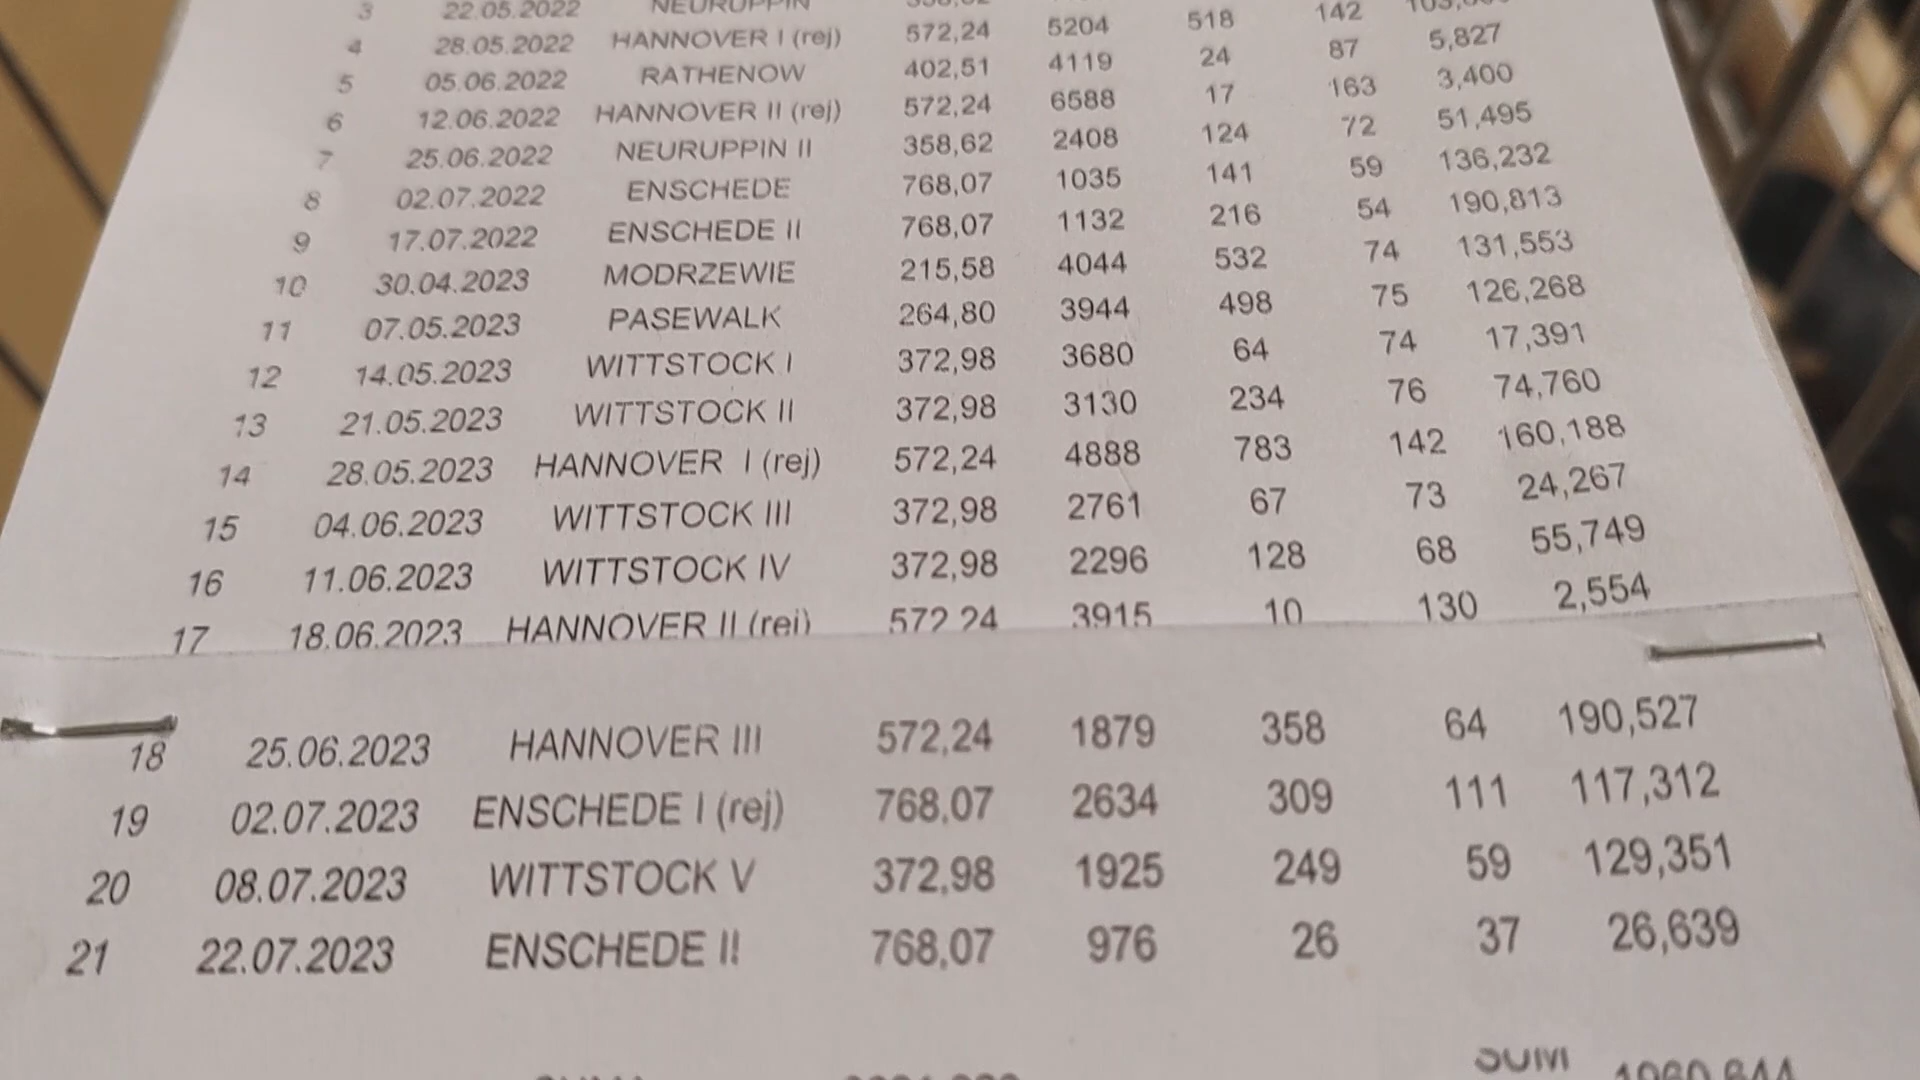 3 22.05.2022 NEURUPPIN
4 28.05.2022 HANNOVER I (rej) 572,24 5204 518 142
5 05.06.2022 RATHENOW 402,51 4119 24 87 5,827
6 12.06.2022 HANNOVER II (rej) 572,24 6588 17 163 3,400
7 25.06.2022 NEURUPPIN II 358,62 2408 124 72 51,495
8 02.07.2022 ENSCHEDE 768,07 1035 141 59 136,232
9 17.07.2022 ENSCHEDE II 768,07 1132 216 54 190,813
10 30.04.2023 MODRZEWIE 215,58 4044 532 74 131,553
11 07.05.2023 PASEWALK 264,80 3944 498 75 126,268
12 14.05.2023 WITTSTOCK I 372,98 3680 64 74 17,391
13 21.05.2023 WITTSTOCK II 372,98 3130 234 76 74,760
14 28.05.2023 HANNOVER I (rej) 572,24 4888 783 142 160,188
15 04.06.2023 WITTSTOCK III 372,98 2761 67 73 24,267
16 11.06.2023 WITTSTOCK IV 372,98 2296 128 68 55,749
17 18.06.2023 HANNOVER II (rej) 572,24 3915 10 130 2,554
18 25.06.2023 HANNOVER III 572,24 1879 358 64 190,527
19 02.07.2023 ENSCHEDE I (rej) 768,07 2634 309 111 117,312
20 08.07.2023 WITTSTOCK V 372,98 1925 249 59 129,351
21 22.07.2023 ENSCHEDE II 768,07 976 26 37 26,639
SUM